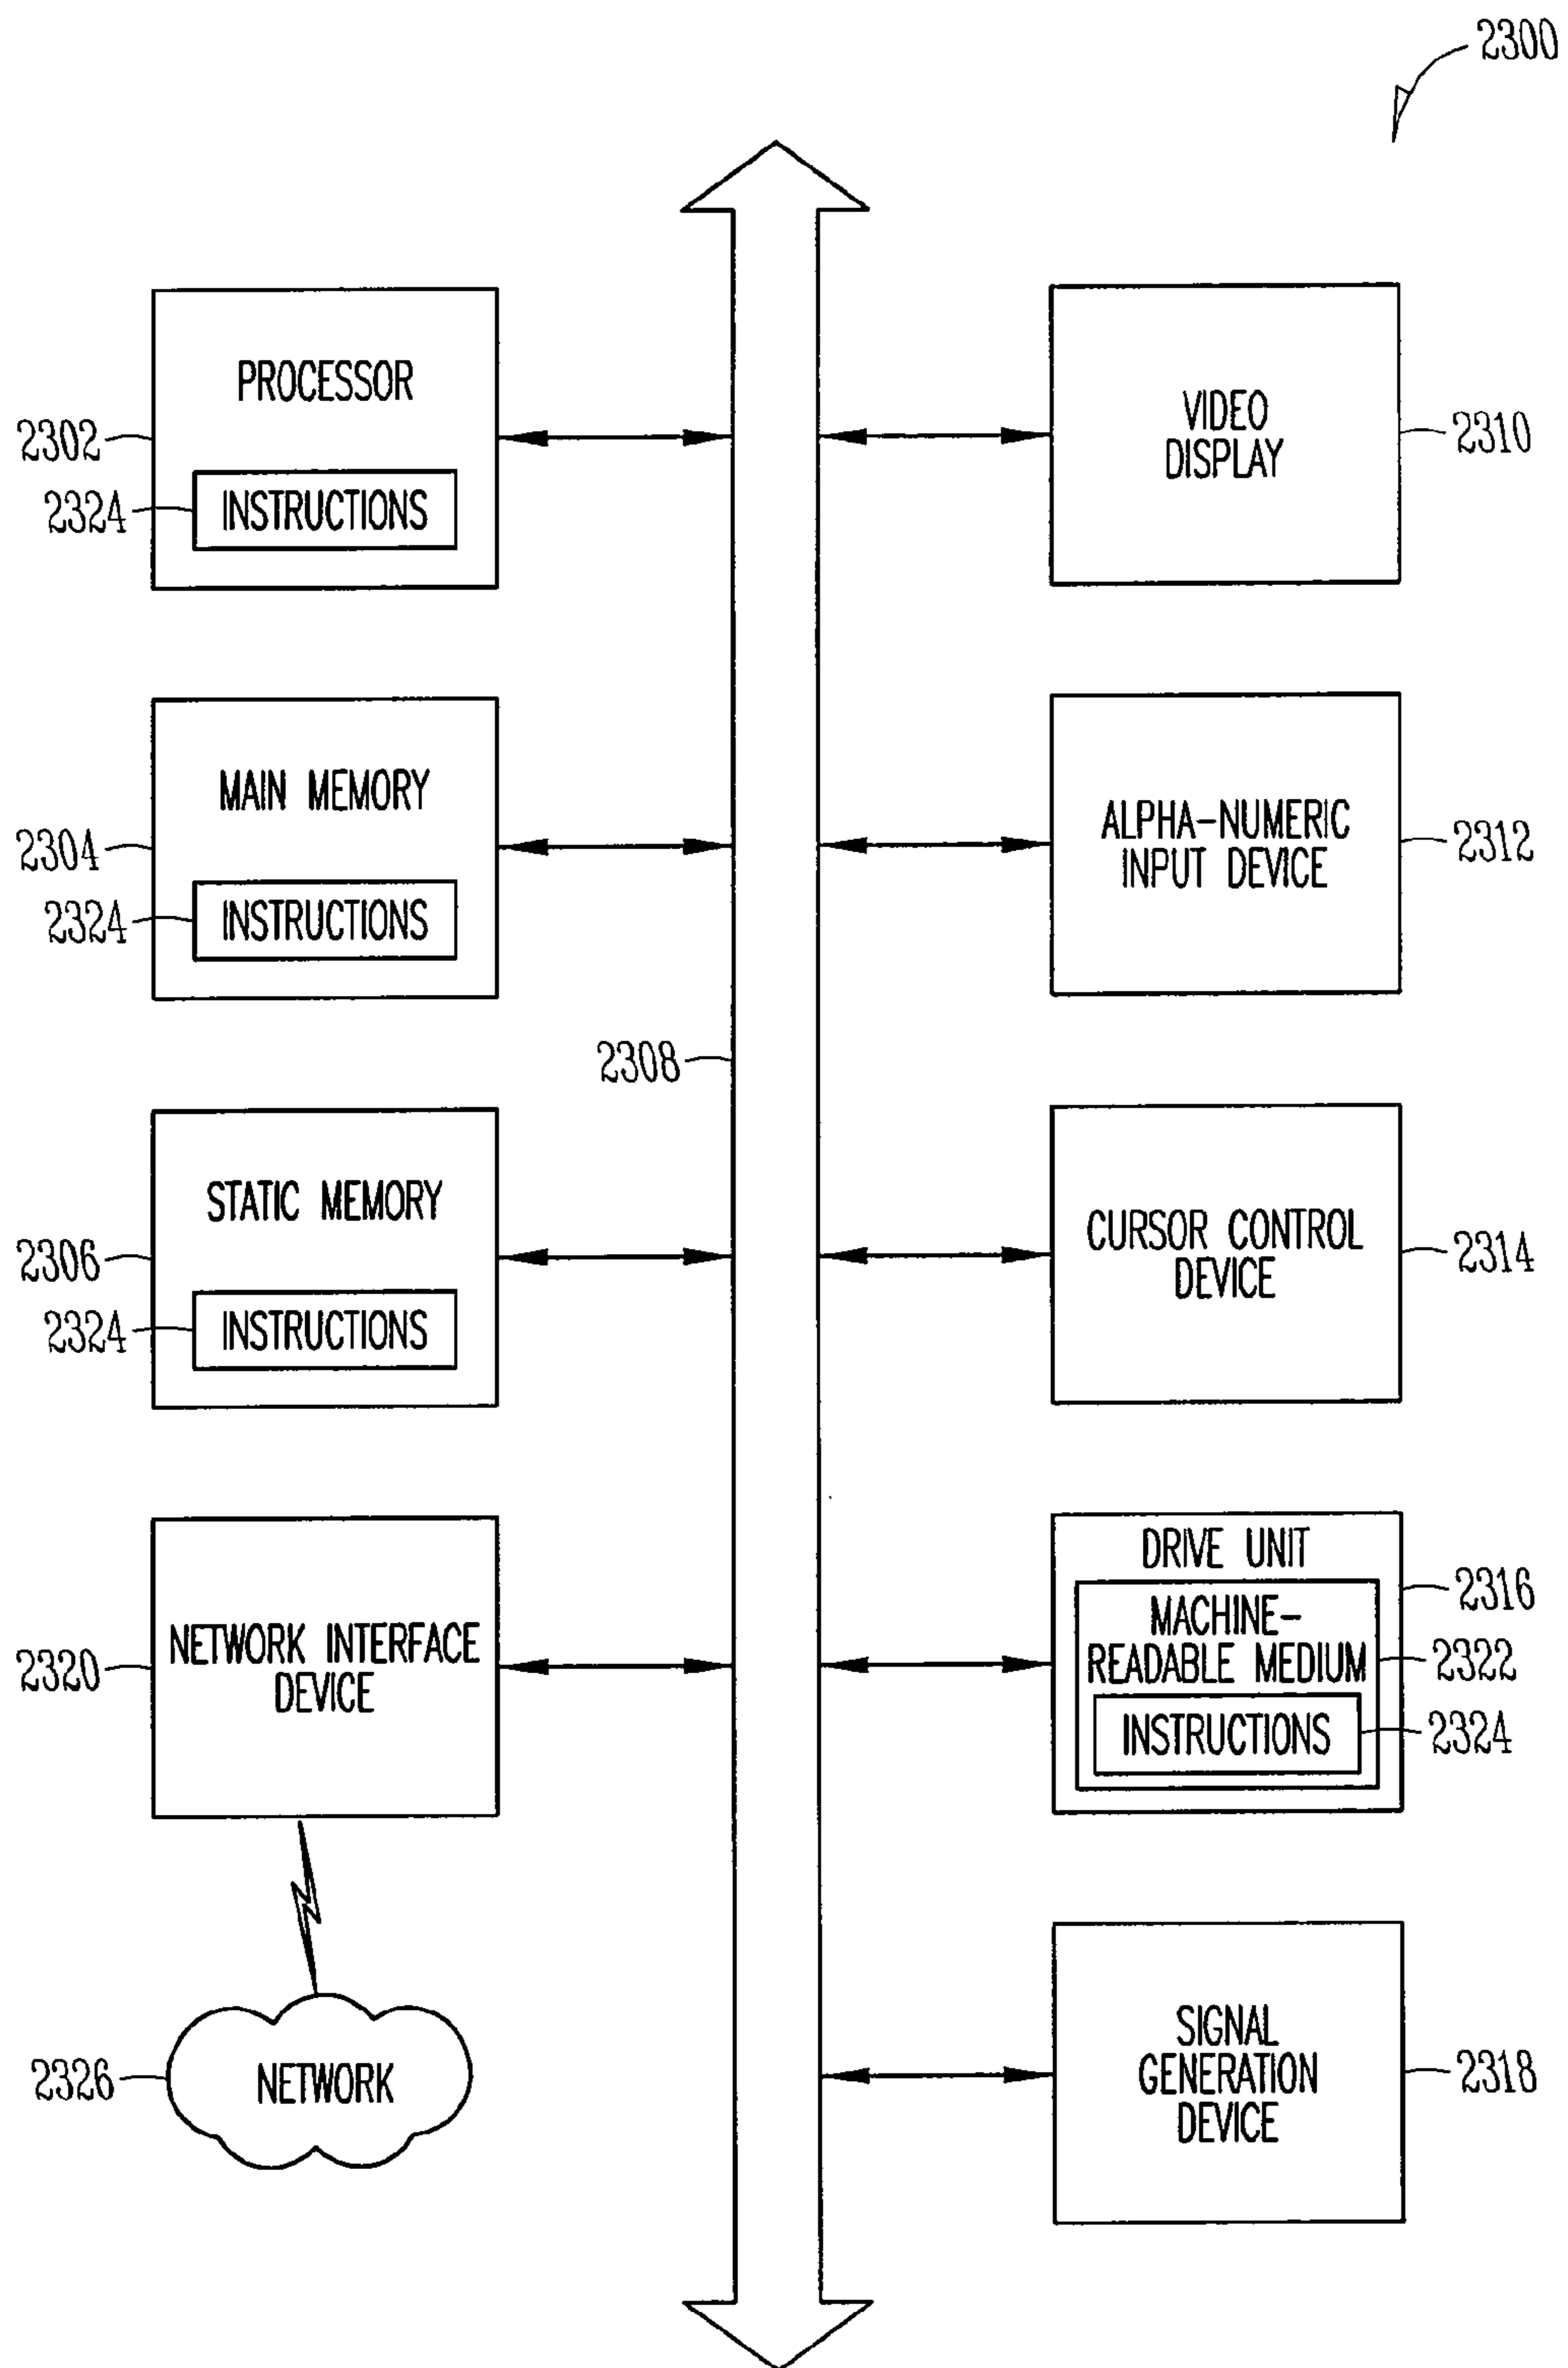 2300
PROCESSOR
2302
2324
INSTRUCTIONS
VIDEO
DISPLAY
2310
MAIN MEMORY
2304
2324
INSTRUCTIONS
ALPHA-NUMERIC
INPUT DEVICE
2312
2308
STATIC MEMORY
2306
2324
INSTRUCTIONS
CURSOR CONTROL
DEVICE
2314
NETWORK INTERFACE
DEVICE
2320
DRIVE UNIT
2316
MACHINE-
READABLE MEDIUM
2322
INSTRUCTIONS
2324
2326
NETWORK
SIGNAL
GENERATION
DEVICE
2318